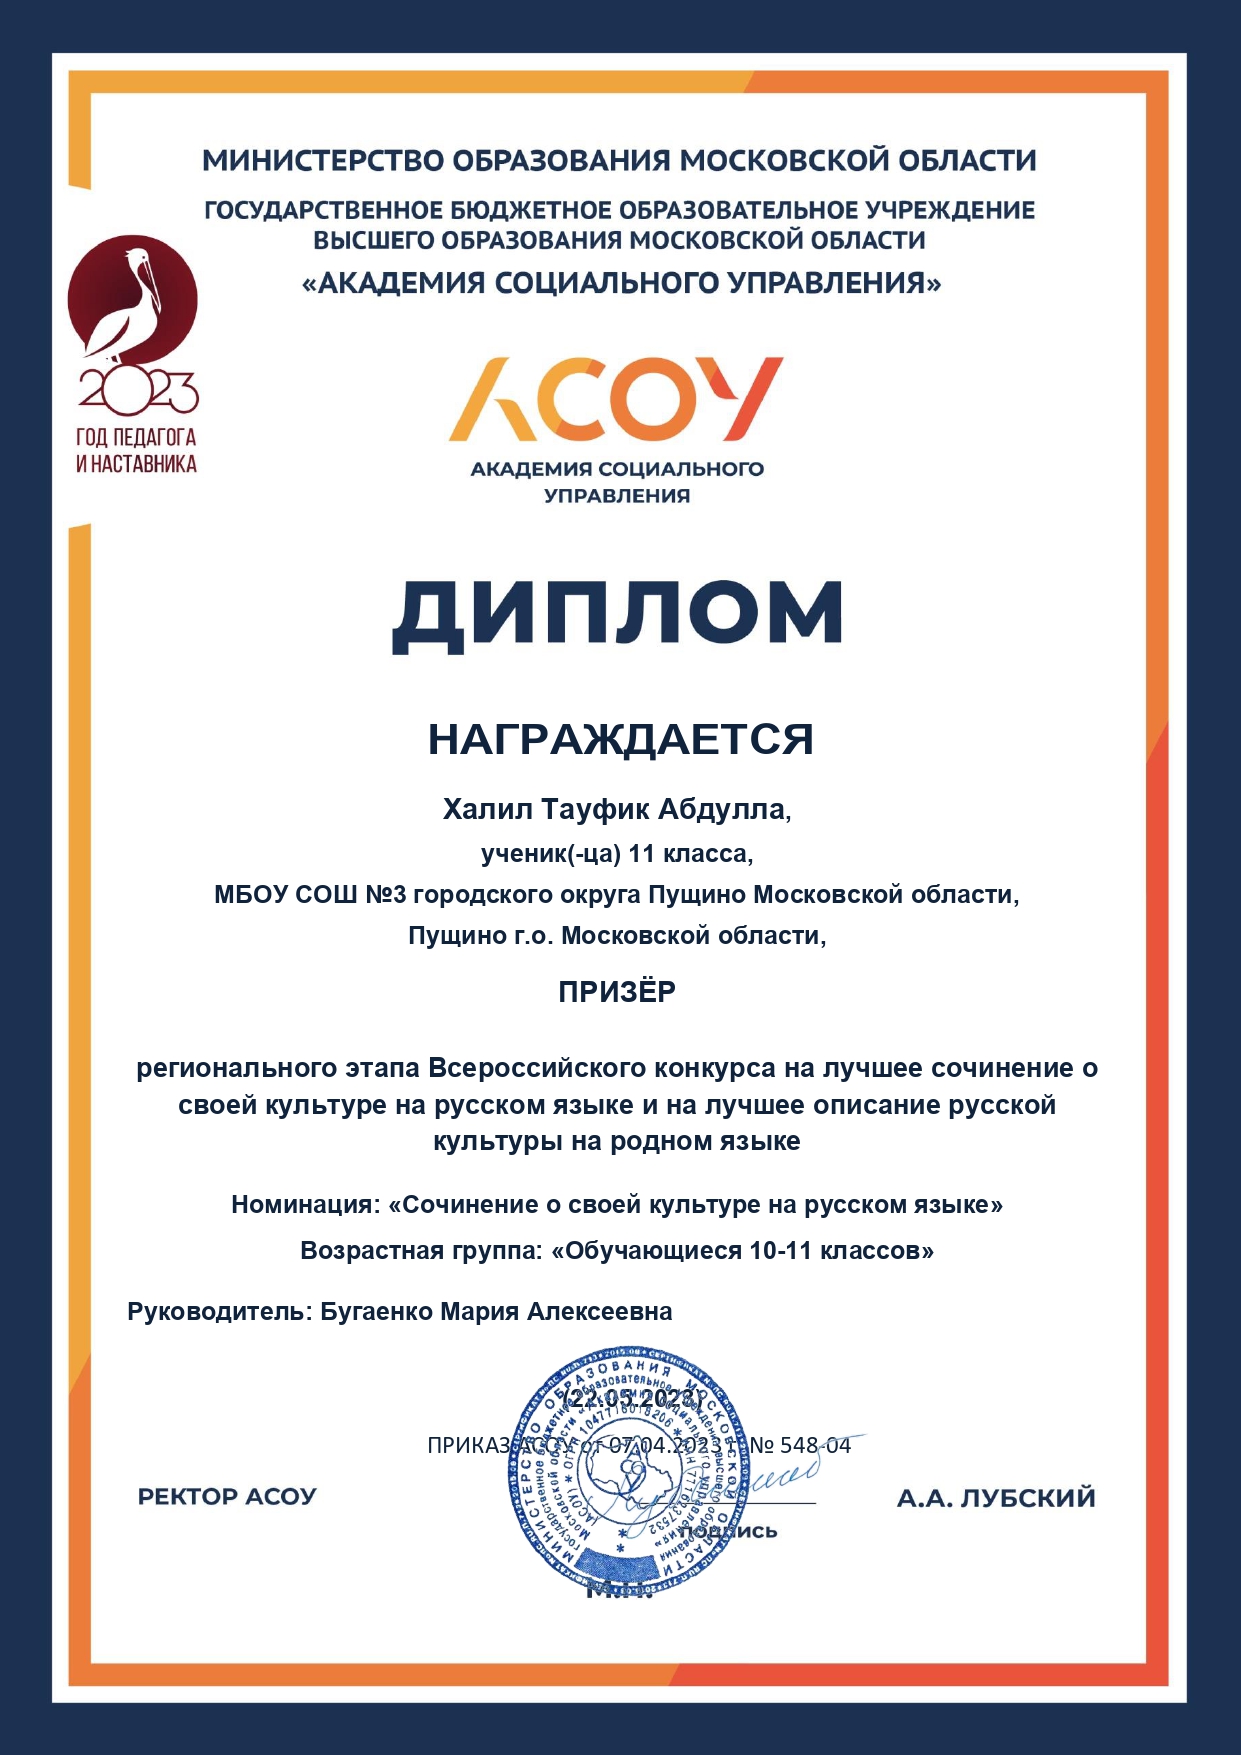 МИНИСТЕРСТВО ОБРАЗОВАНИЯ МОСКОВСКОЙ ОБЛАСТИ
ГОСУДАРСТВЕННОЕ БЮДЖЕТНОЕ ОБРАЗОВАТЕЛЬНОЕ УЧРЕЖДЕНИЕ
ВЫСШЕГО ОБРАЗОВАНИЯ МОСКОВСКОЙ ОБЛАСТИ
«АКАДЕМИЯ СОЦИАЛЬНОГО УПРАВЛЕНИЯ»
2023
ГОД ПЕДАГОГА
И НАСТАВНИКА
АСОУ
АКАДЕМИЯ СОЦИАЛЬНОГО
УПРАВЛЕНИЯ
ДИПЛОМ
НАГРАЖДАЕТСЯ
Халил Тауфик Абдулла,
ученик(-ца) 11 класса,
МБОУ СОШ №3 городского округа Пущино Московской области,
Пущино г.о. Московской области,
ПРИЗЁР
регионального этапа Всероссийского конкурса на лучшее сочинение о
своей культуре на русском языке и на лучшее описание русской
культуры на родном языке
Номинация: «Сочинение о своей культуре на русском языке»
Возрастная группа: «Обучающиеся 10-11 классов»
Руководитель: Бугаенко Мария Алексеевна
(22.05.2023)
ПРИКАЗ АСОУ от 07.04.2023 г. № 548-04
РЕКТОР АСОУ
А.А. ЛУБСКИЙ
подпись
МИНИСТЕРСТВО ОБРАЗОВАНИЯ МОСКОВСКОЙ ОБЛАСТИ